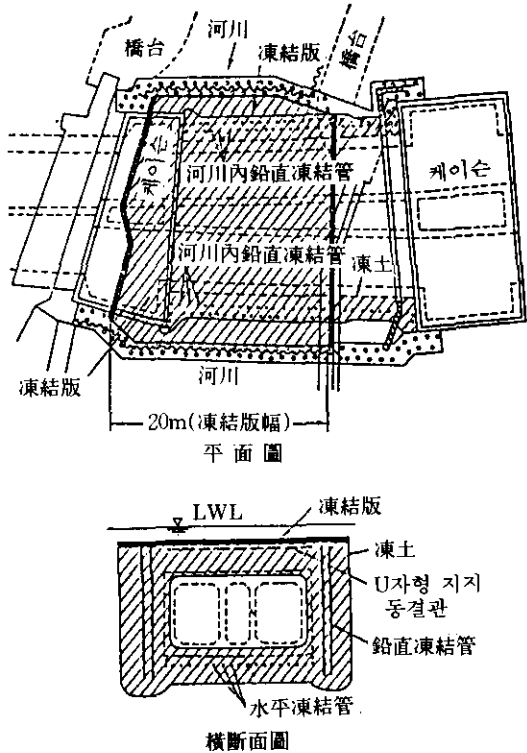 河川
橋台
凍結版
橋台
케이슨
河川內鉛直凍結管
케이슨
河川內鉛直凍結管
凍土
凍結版
河川
20m(凍結版幅)
平面圖
LWL
凍結版
凍土
U자형 지지
동결관
鉛直凍結管
水平凍結管
橫斷面圖